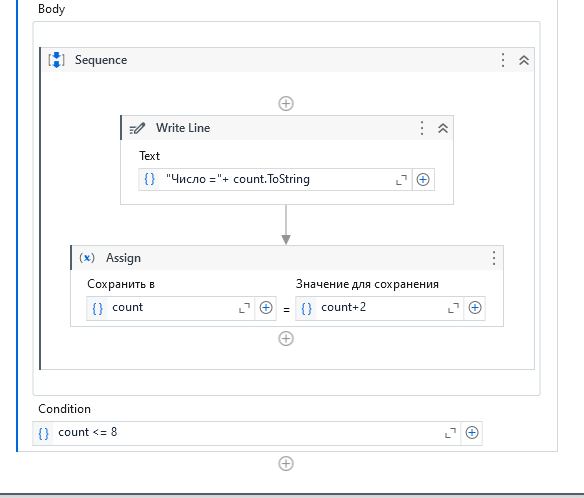 Body
Sequence
Write Line
Text
"Число ="+ count.ToString
Assign
Сохранить в
Значение для сохранения
count
=
count+2
Condition
count <= 8